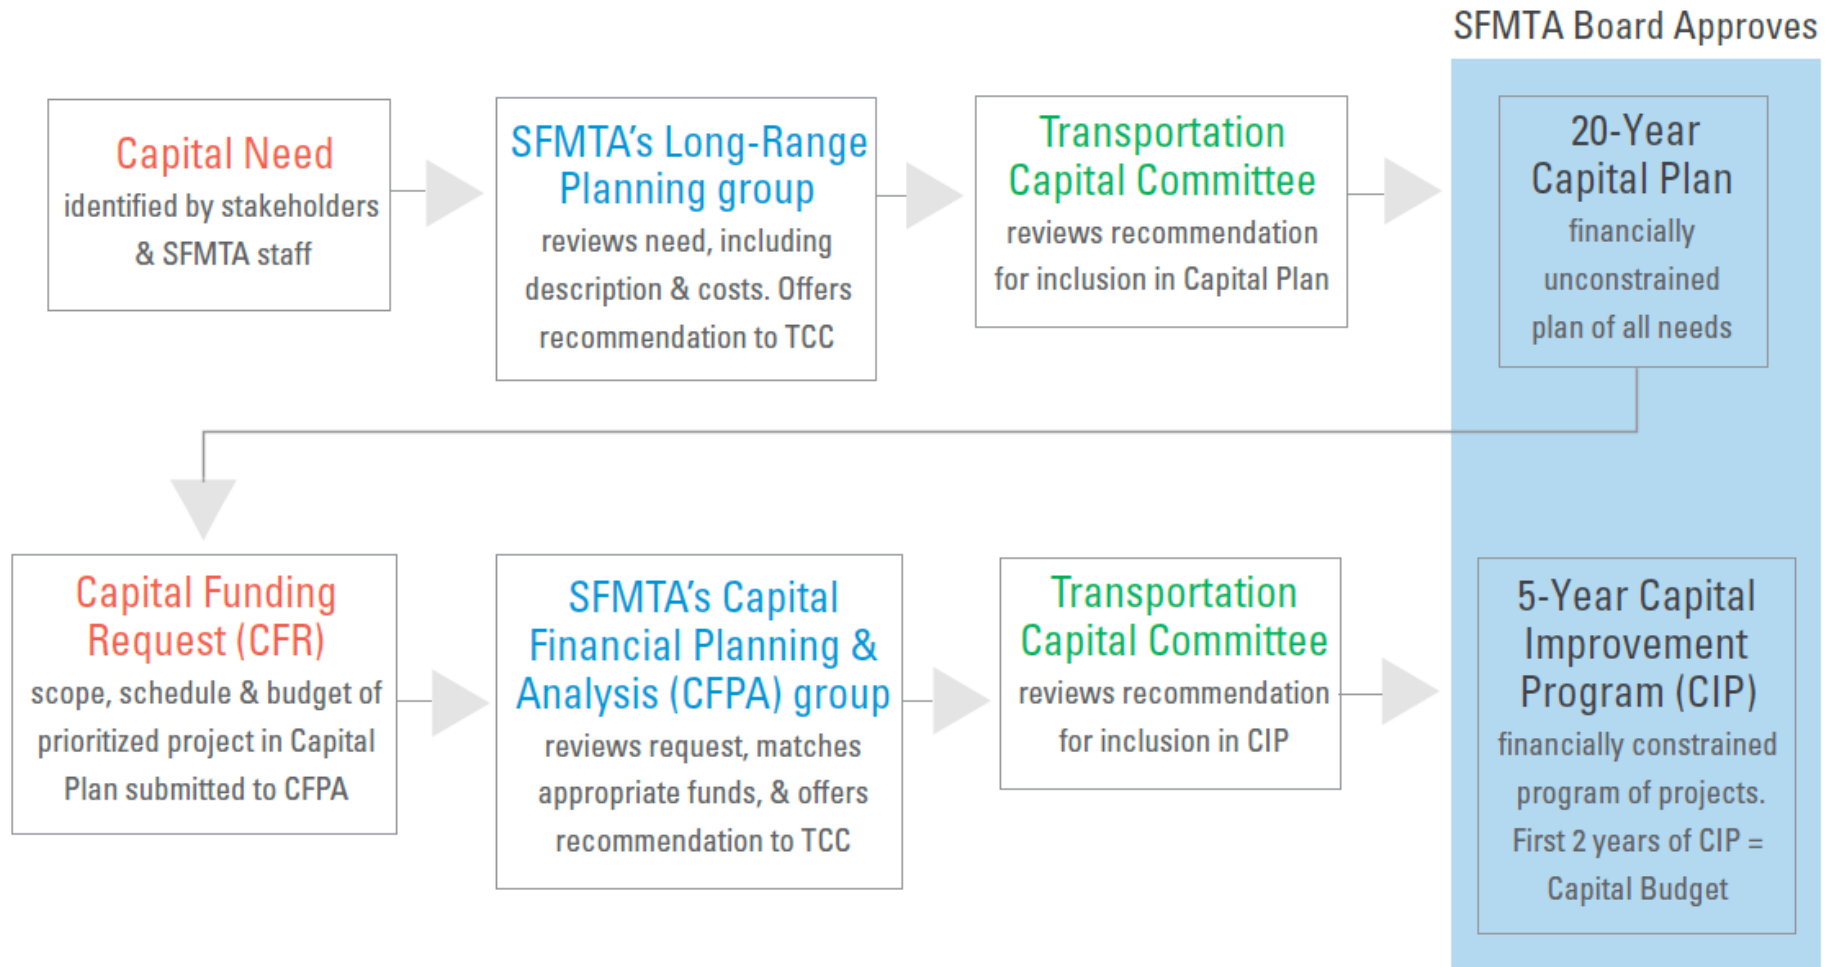 SFMTA Board Approves
Capital Need
identified by stakeholders
& SFMTA staff
SFMTA's Long-Range
Planning group
reviews need, including
description & costs. Offers
recommendation to TCC
Transportation
Capital Committee
reviews recommendation
for inclusion in Capital Plan
20-Year
Capital Plan
financially
unconstrained
plan of all needs
Capital Funding
Request (CFR)
scope, schedule & budget of
prioritized project in Capital
Plan submitted to CFPA
SFMTA's Capital
Financial Planning &
Analysis (CFPA) group
reviews request, matches
appropriate funds, & offers
recommendation to TCC
Transportation
Capital Committee
reviews recommendation
for inclusion in CIP
5-Year Capital
Improvement
Program (CIP)
financially constrained
program of projects.
First 2 years of CIP =
Capital Budget